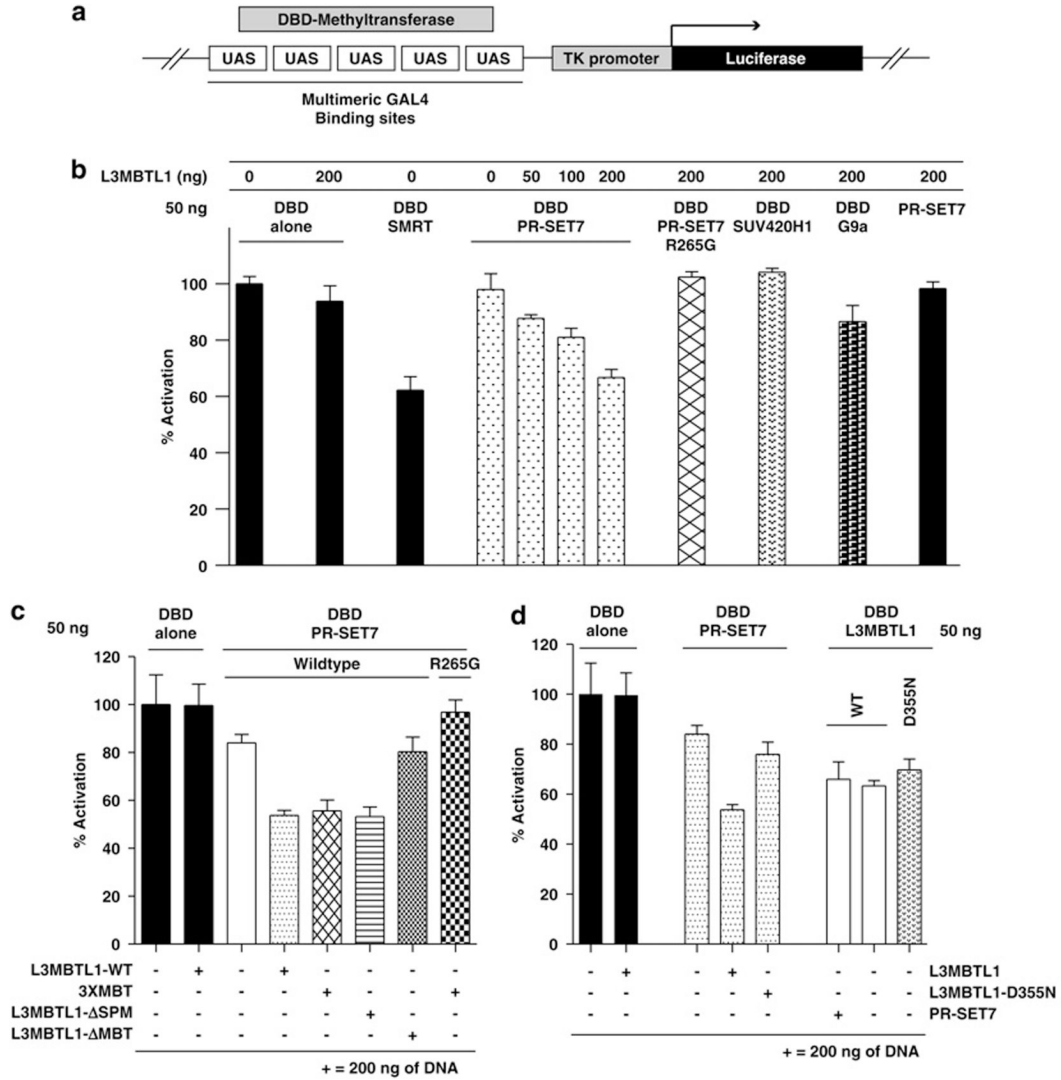 a
DBD-Methyltransferase
UAS UAS UAS UAS UAS TK promoter Luciferase
Multimeric GAL4
Binding sites
b
L3MBTL1 (ng) 0 200 0 0 50 100 200 200 200 200 200
50 ng DBD DBD DBD DBD DBD DBD PR-SET7
alone SMRT PR-SET7 PR-SET7 SUV420H1 G9a
R265G
100
80
60
40
20
0
% Activation
c
50 ng DBD DBD
alone PR-SET7
Wildtype R265G
120
100
80
60
40
20
0
% Activation
L3MBTL1-WT - + - + - - - -
3XMBT - - - - + - - +
L3MBTL1-ΔSPM - - - - - + - -
L3MBTL1-ΔMBT - - - - - - + -
+ = 200 ng of DNA
d
DBD DBD DBD
alone PR-SET7 L3MBTL1 50 ng
WT D355N
120
100
80
60
40
20
0
% Activation
- + - + - - - - L3MBTL1
- - - - + - - - L3MBTL1-D355N
- - - - - + - - PR-SET7
+ = 200 ng of DNA